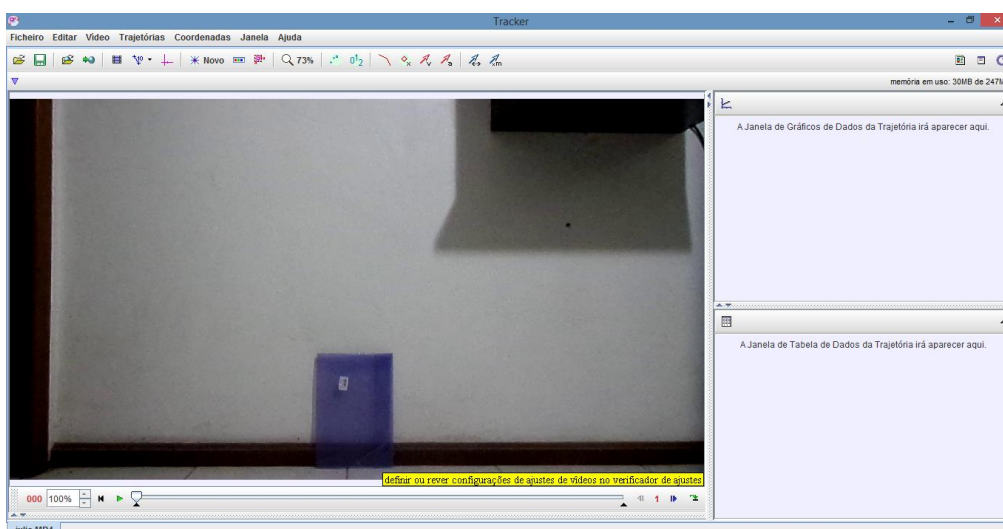 Tracker
Ficheiro Editar Vídeo Trajetórias Coordenadas Janela Ajuda
Novo 73%
memória em uso: 30MB de 247M
A Janela de Gráficos de Dados da Trajetória irá aparecer aqui.
A Janela de Tabela de Dados da Trajetória irá aparecer aqui.
definir ou rever configurações de ajustes de vídeos no verificador de ajustes
000 100% 1